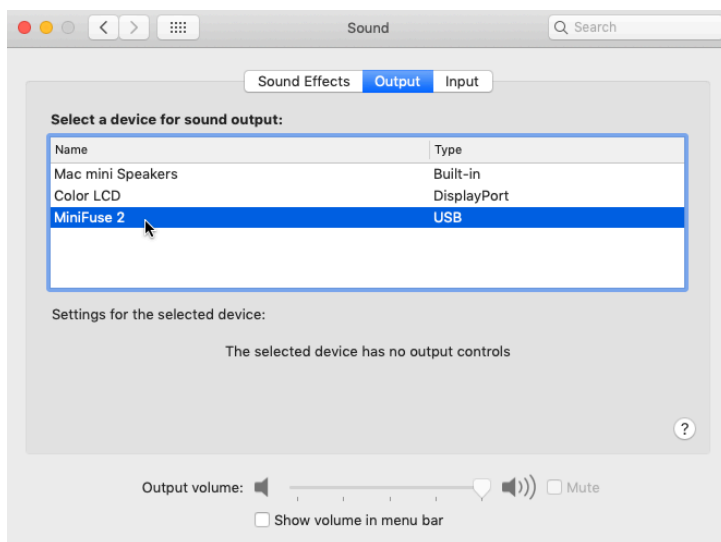 Sound
Search
Sound Effects Output Input
Select a device for sound output:
Name Type
Mac mini Speakers Built-in
Color LCD DisplayPort
MiniFuse 2 USB
Settings for the selected device:
The selected device has no output controls
?
Output volume: Mute
Show volume in menu bar